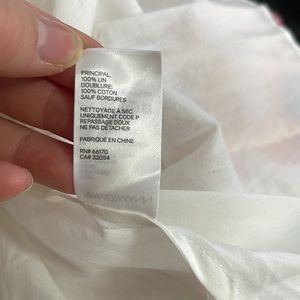 PRINCIPAL
100% LIN
DOUBLURE
100% COTON
SAUF BORDURES
NETTOYAGE À SEC
UNIQUEMENT CODE P
REPASSAGE DOUX
NE PAS DÉTACHER
FABRIQUÉ EN CHINE
RN# 66170
CA# 32054